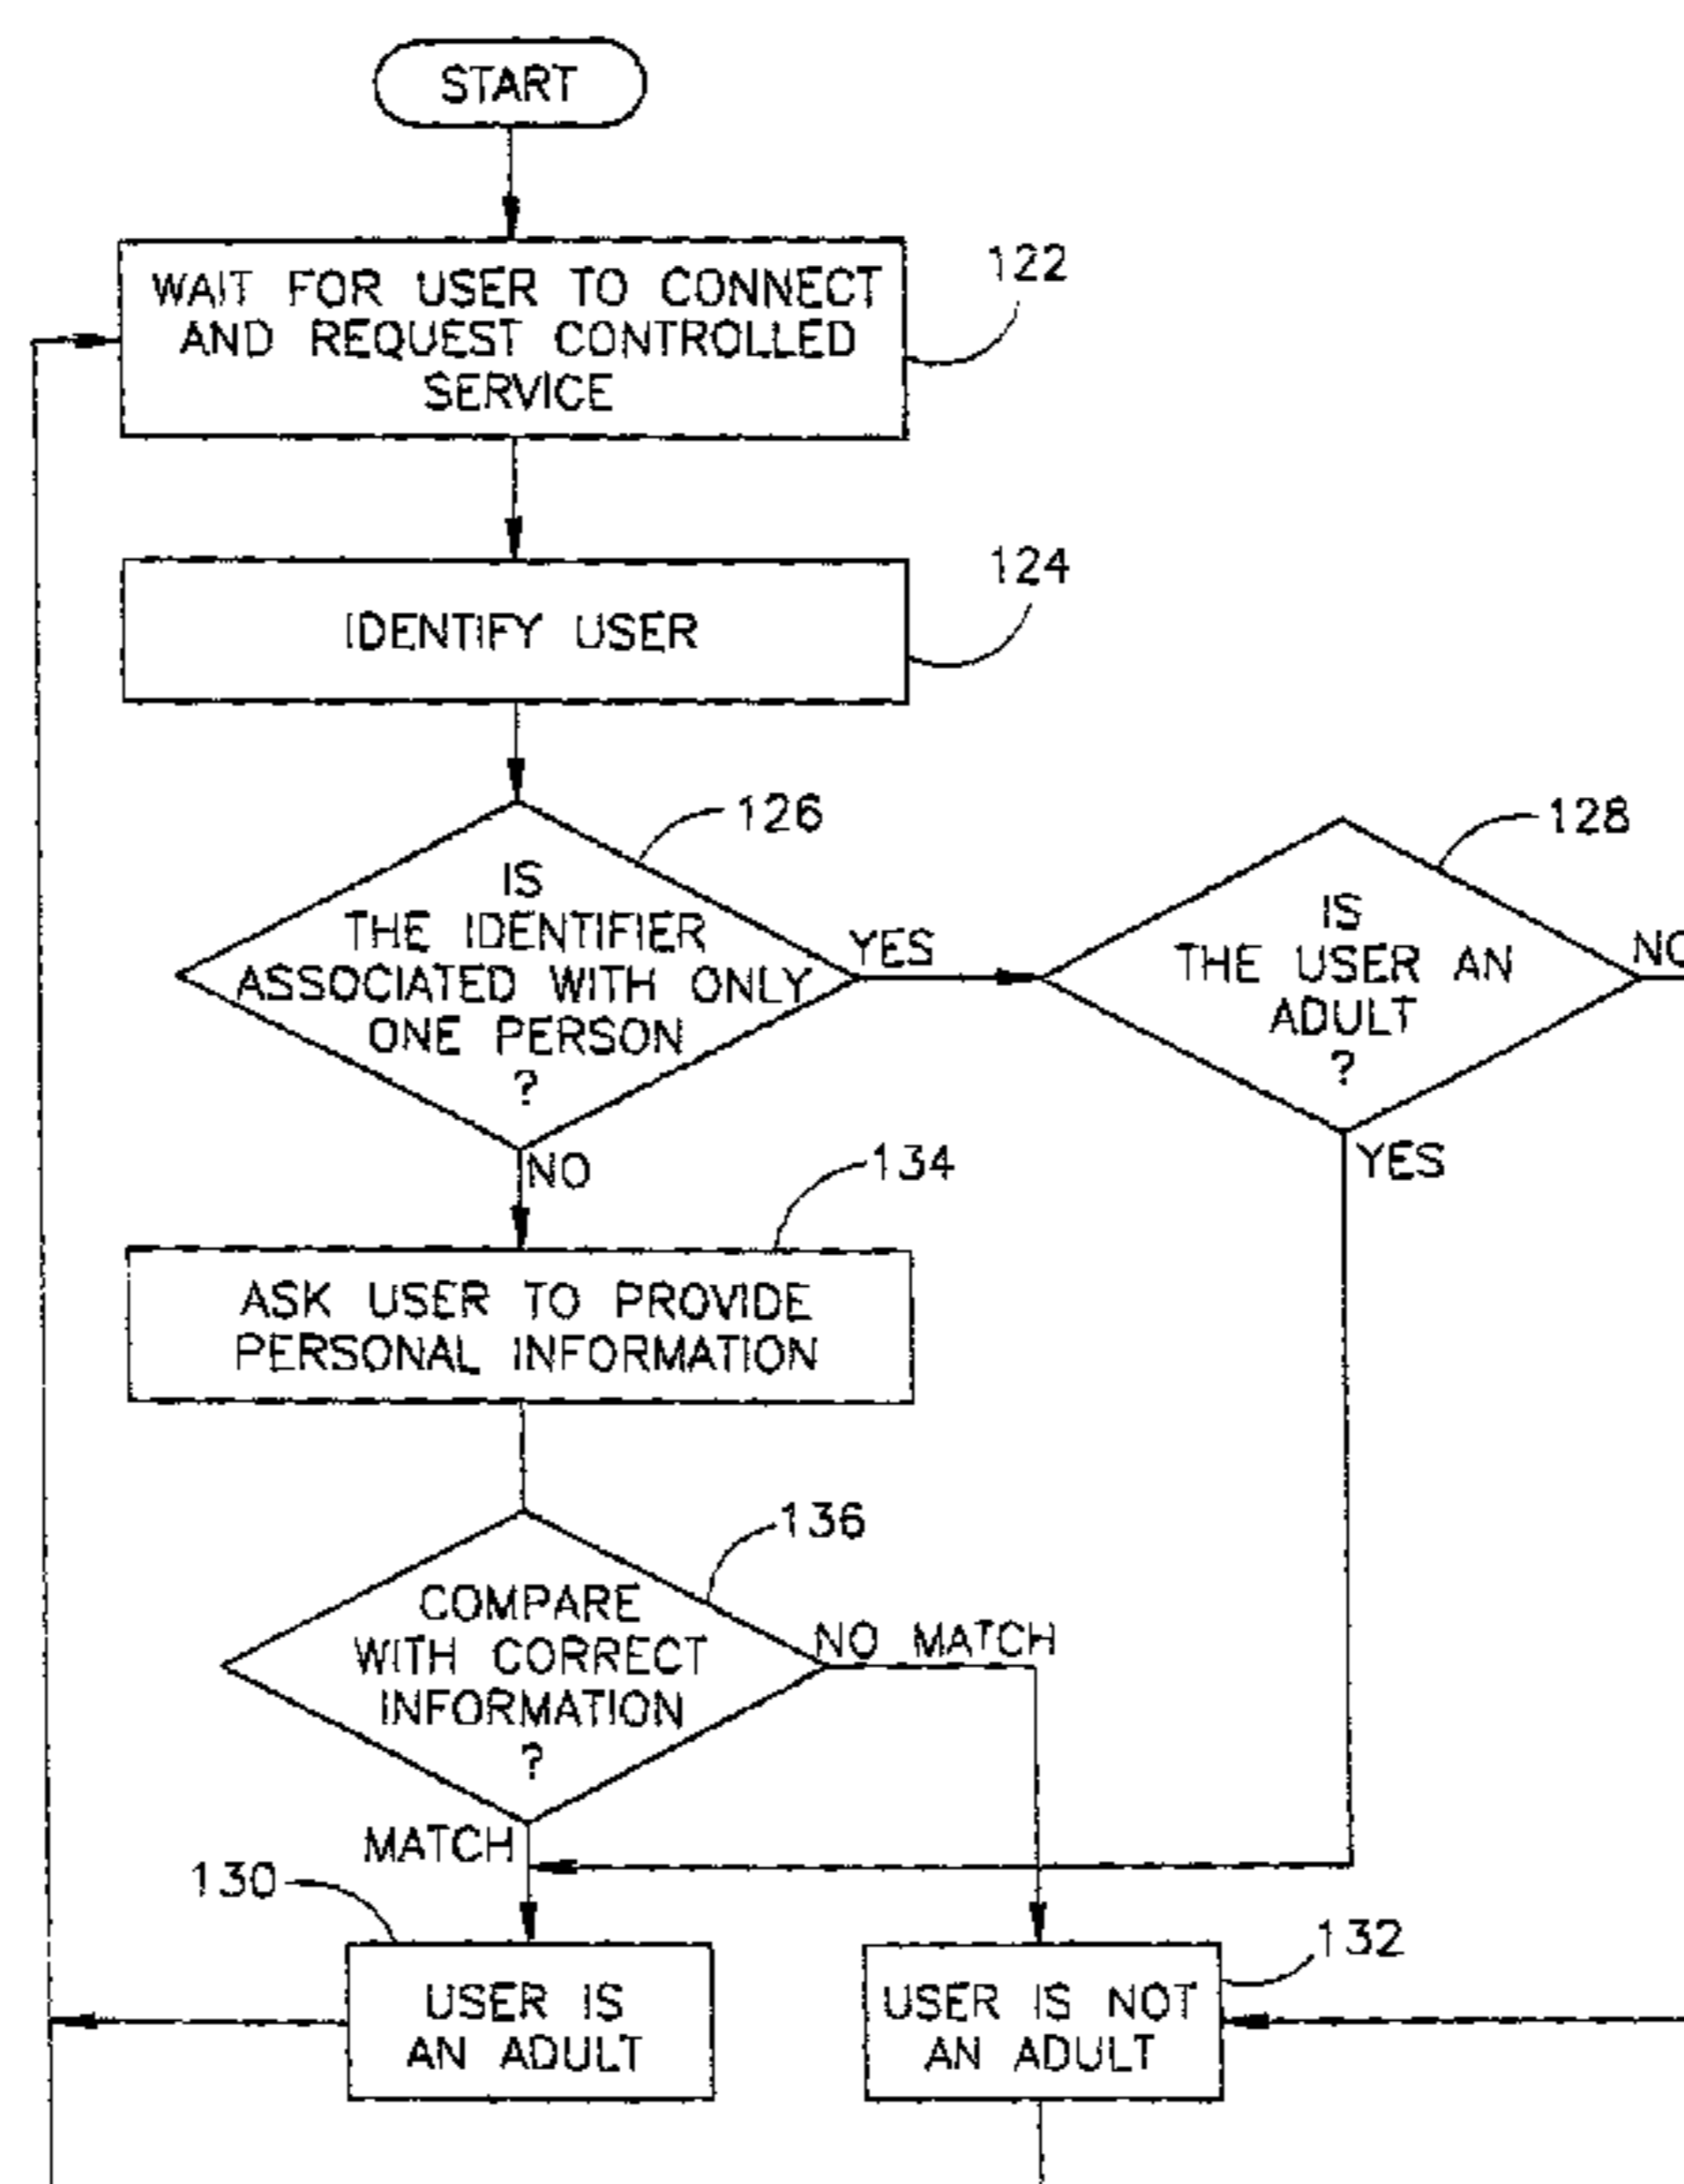 START
WAIT FOR USER TO CONNECT
AND REQUEST CONTROLLED
SERVICE
122
IDENTIFY USER
124
126
IS
THE IDENTIFIER
ASSOCIATED WITH ONLY
ONE PERSON
?
YES
128
IS
THE USER AN
ADULT
?
NO
YES
NO
134
ASK USER TO PROVIDE
PERSONAL INFORMATION
136
COMPARE
WITH CORRECT
INFORMATION
?
NO MATCH
MATCH
130
USER IS
AN ADULT
132
USER IS NOT
AN ADULT